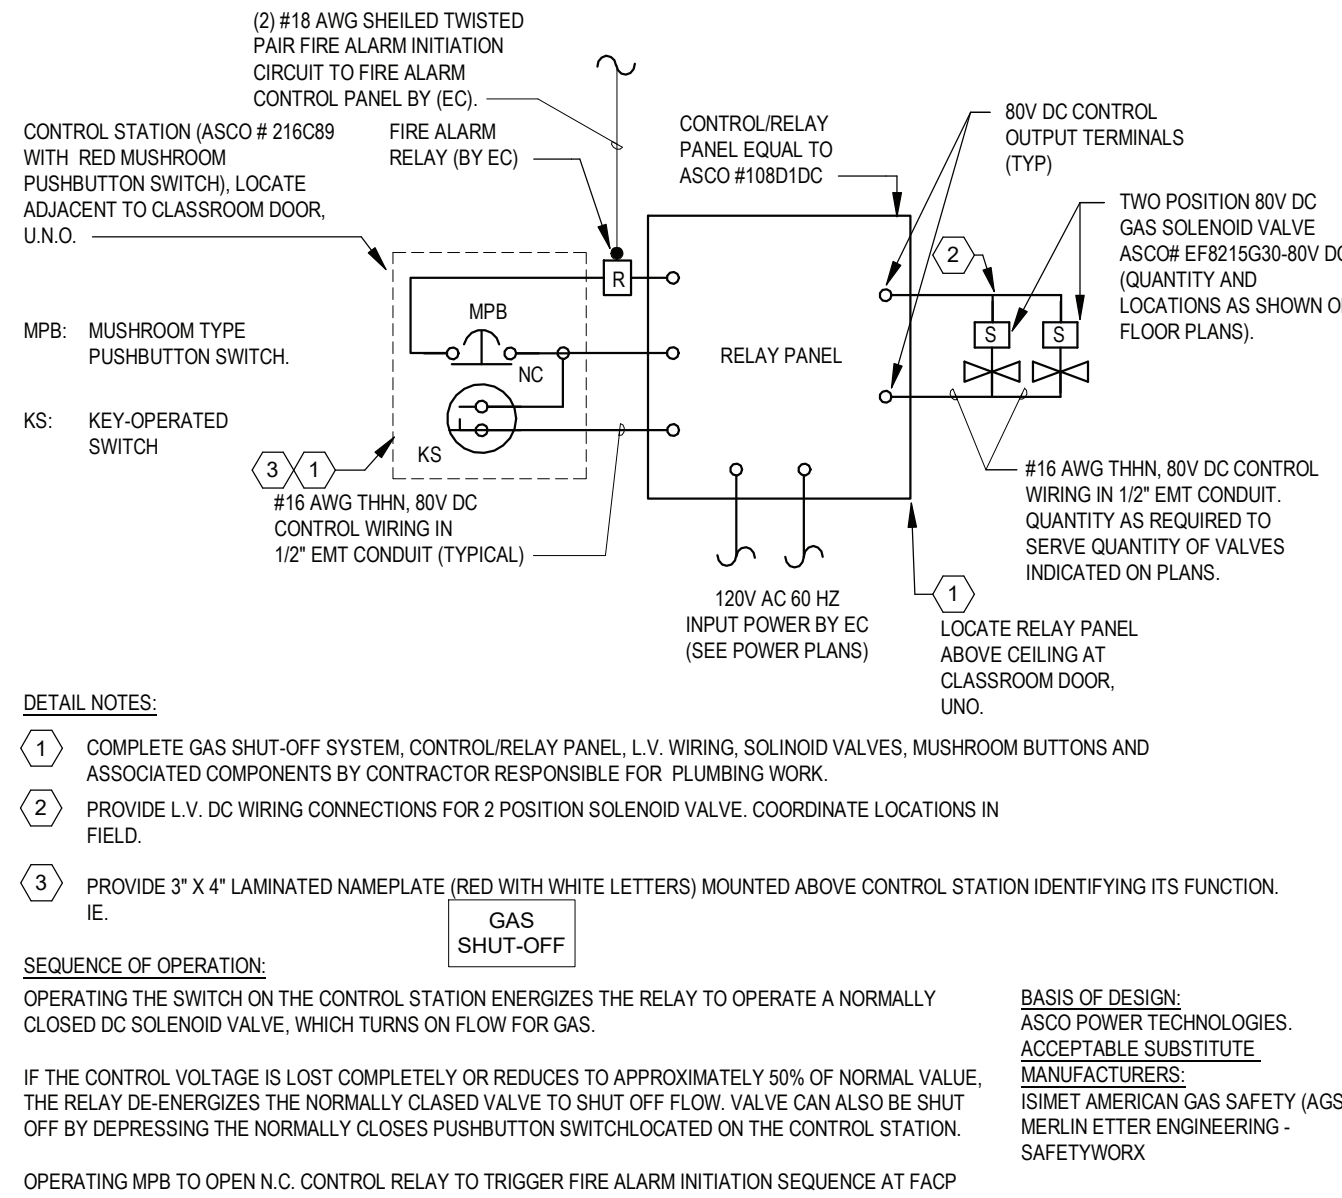 (2) #18 AWG SHEILED TWISTED
PAIR FIRE ALARM INITIATION
CIRCUIT TO FIRE ALARM
CONTROL PANEL BY (EC).
CONTROL STATION (ASCO # 216C89
WITH RED MUSHROOM
PUSHBUTTON SWITCH), LOCATE
ADJACENT TO CLASSROOM DOOR,
U.N.O.
FIRE ALARM
RELAY (BY EC)
CONTROL/RELAY
PANEL EQUAL TO
ASCO #108D1DC
80V DC CONTROL
OUTPUT TERMINALS
(TYP)
TWO POSITION 80V DC
GAS SOLENOID VALVE
ASCO# EF8215G30-80V DC
(QUANTITY AND
LOCATIONS AS SHOWN O
FLOOR PLANS).
2
R
MPB
NC
KS
RELAY PANEL
S
S
MPB: MUSHROOM TYPE
PUSHBUTTON SWITCH.
KS: KEY-OPERATED
SWITCH
3 1
#16 AWG THHN, 80V DC
CONTROL WIRING IN
1/2" EMT CONDUIT (TYPICAL)
#16 AWG THHN, 80V DC CONTROL
WIRING IN 1/2" EMT CONDUIT.
QUANTITY AS REQUIRED TO
SERVE QUANTITY OF VALVES
INDICATED ON PLANS.
120V AC 60 HZ
INPUT POWER BY EC
(SEE POWER PLANS)
1
LOCATE RELAY PANEL
ABOVE CEILING AT
CLASSROOM DOOR,
UNO.
DETAIL NOTES:
1 COMPLETE GAS SHUT-OFF SYSTEM, CONTROL/RELAY PANEL, L.V. WIRING, SOLINOID VALVES, MUSHROOM BUTTONS AND
ASSOCIATED COMPONENTS BY CONTRACTOR RESPONSIBLE FOR PLUMBING WORK.
2 PROVIDE L.V. DC WIRING CONNECTIONS FOR 2 POSITION SOLENOID VALVE. COORDINATE LOCATIONS IN
FIELD.
3 PROVIDE 3" X 4" LAMINATED NAMEPLATE (RED WITH WHITE LETTERS) MOUNTED ABOVE CONTROL STATION IDENTIFYING ITS FUNCTION.
IE.
GAS
SHUT-OFF
SEQUENCE OF OPERATION:
OPERATING THE SWITCH ON THE CONTROL STATION ENERGIZES THE RELAY TO OPERATE A NORMALLY
CLOSED DC SOLENOID VALVE, WHICH TURNS ON FLOW FOR GAS.
IF THE CONTROL VOLTAGE IS LOST COMPLETELY OR REDUCES TO APPROXIMATELY 50% OF NORMAL VALUE,
THE RELAY DE-ENERGIZES THE NORMALLY CLASED VALVE TO SHUT OFF FLOW. VALVE CAN ALSO BE SHUT
OFF BY DEPRESSING THE NORMALLY CLOSES PUSHBUTTON SWITCHLOCATED ON THE CONTROL STATION.
OPERATING MPB TO OPEN N.C. CONTROL RELAY TO TRIGGER FIRE ALARM INITIATION SEQUENCE AT FACP
BASIS OF DESIGN:
ASCO POWER TECHNOLOGIES.
ACCEPTABLE SUBSTITUTE
MANUFACTURERS:
ISIMET AMERICAN GAS SAFETY (AGS
MERLIN ETTER ENGINEERING -
SAFETYWORX